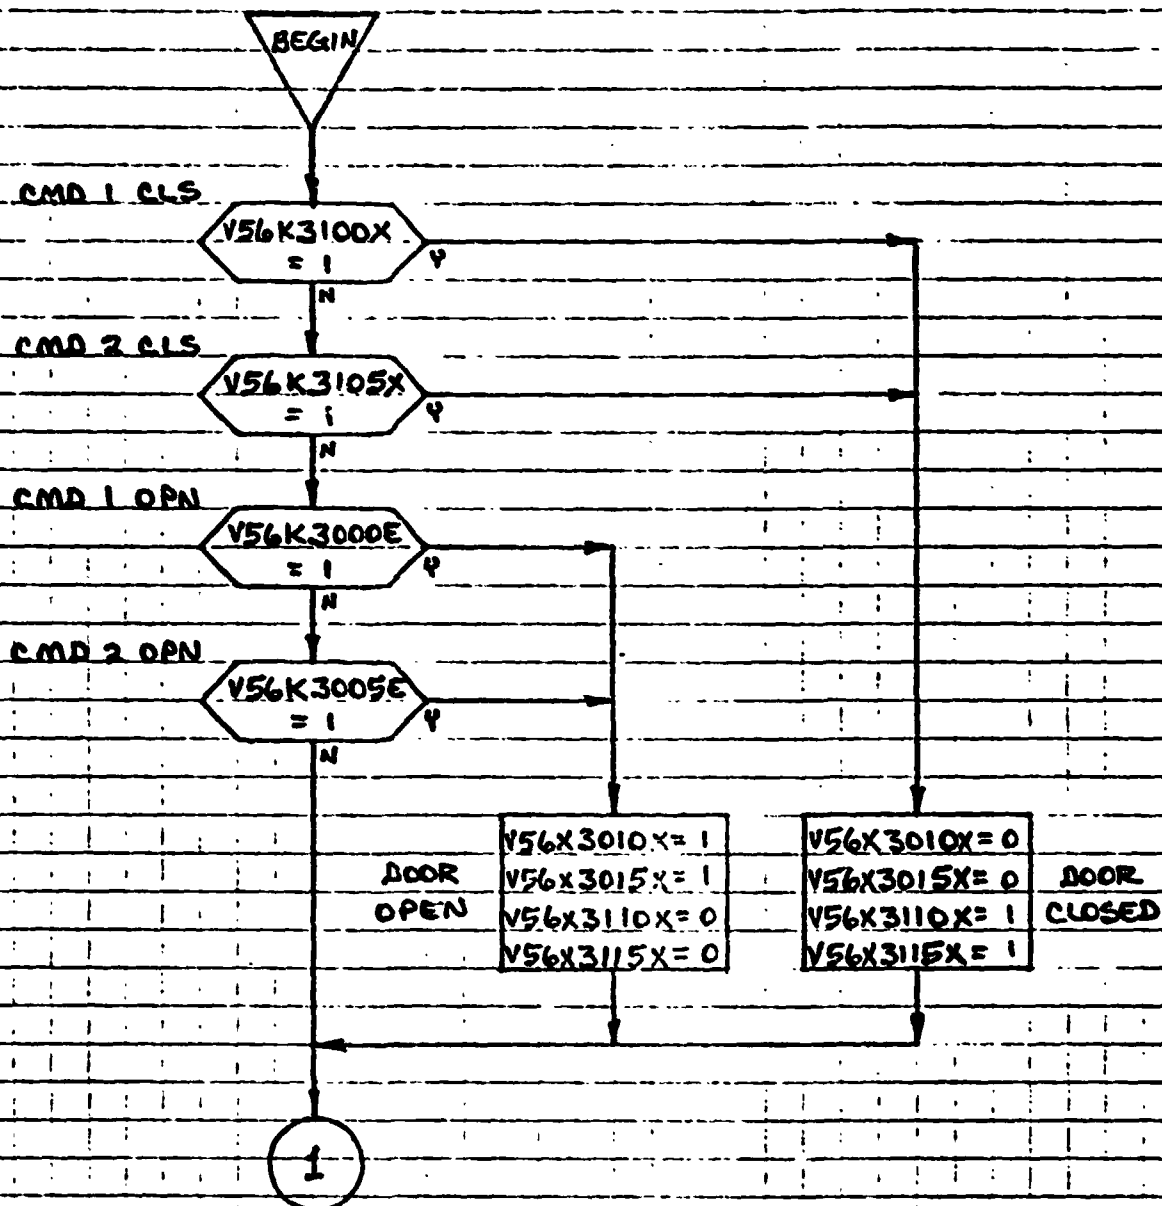 BEGIN
CMD 1 CLS
V56K3100X
= 1
Y
N
CMD 2 CLS
V56K3105X
= 1
Y
N
CMD 1 OPN
V56K3000E
= 1
Y
N
CMD 2 OPN
V56K3005E
= 1
Y
N
DOOR
OPEN
V56X3010X= 1
V56X3015X= 1
V56X3110X= 0
V56X3115X= 0
V56X3010X= 0
V56X3015X= 0
V56X3110X= 1
V56X3115X= 1
DOOR
CLOSED
1